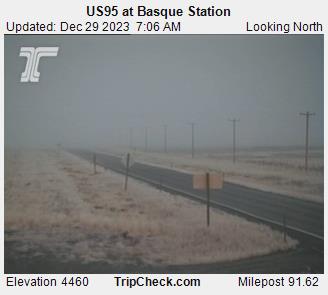 US95 at Basque Station
Updated: Dec 29 2023 7:06 AM Looking North
Elevation 4460 TripCheck.com Milepost 91.62